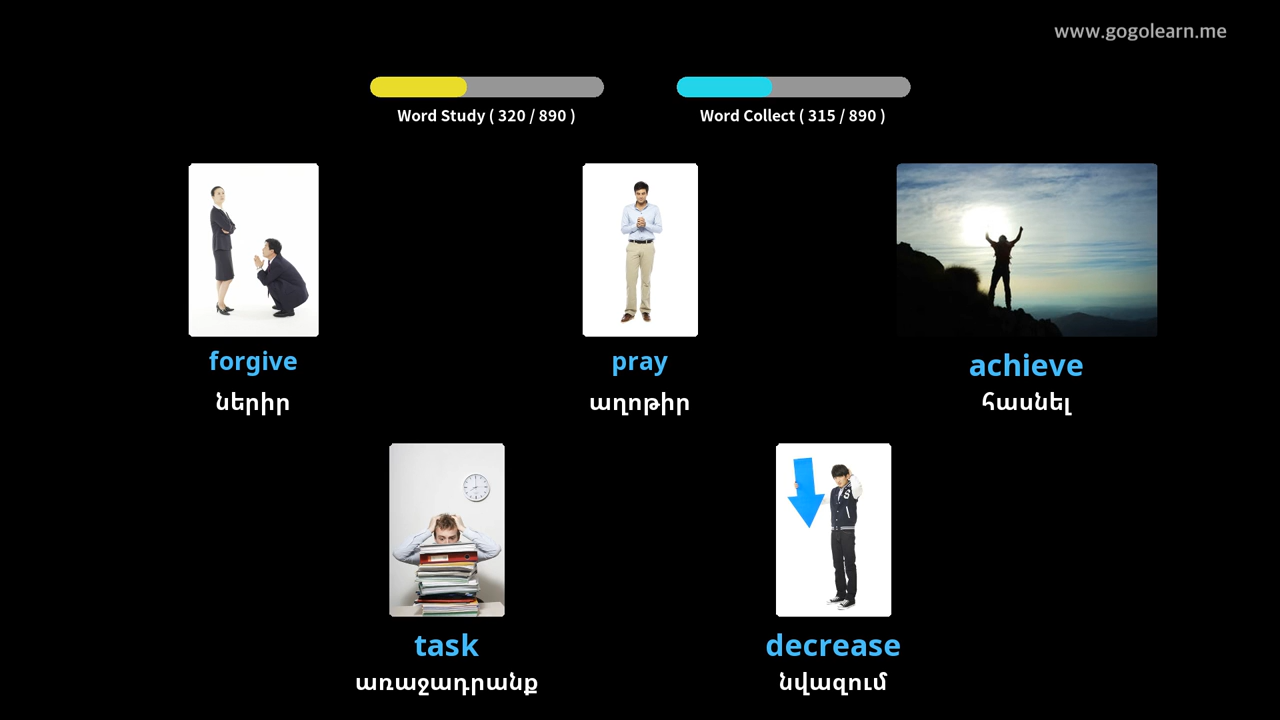 www.gogolearn.me
Word Study ( 320 / 890 )
Word Collect ( 315 / 890 )
forgive
ներիր
pray
աղոթիր
achieve
հասնել
task
առաջադրանք
decrease
նվազում